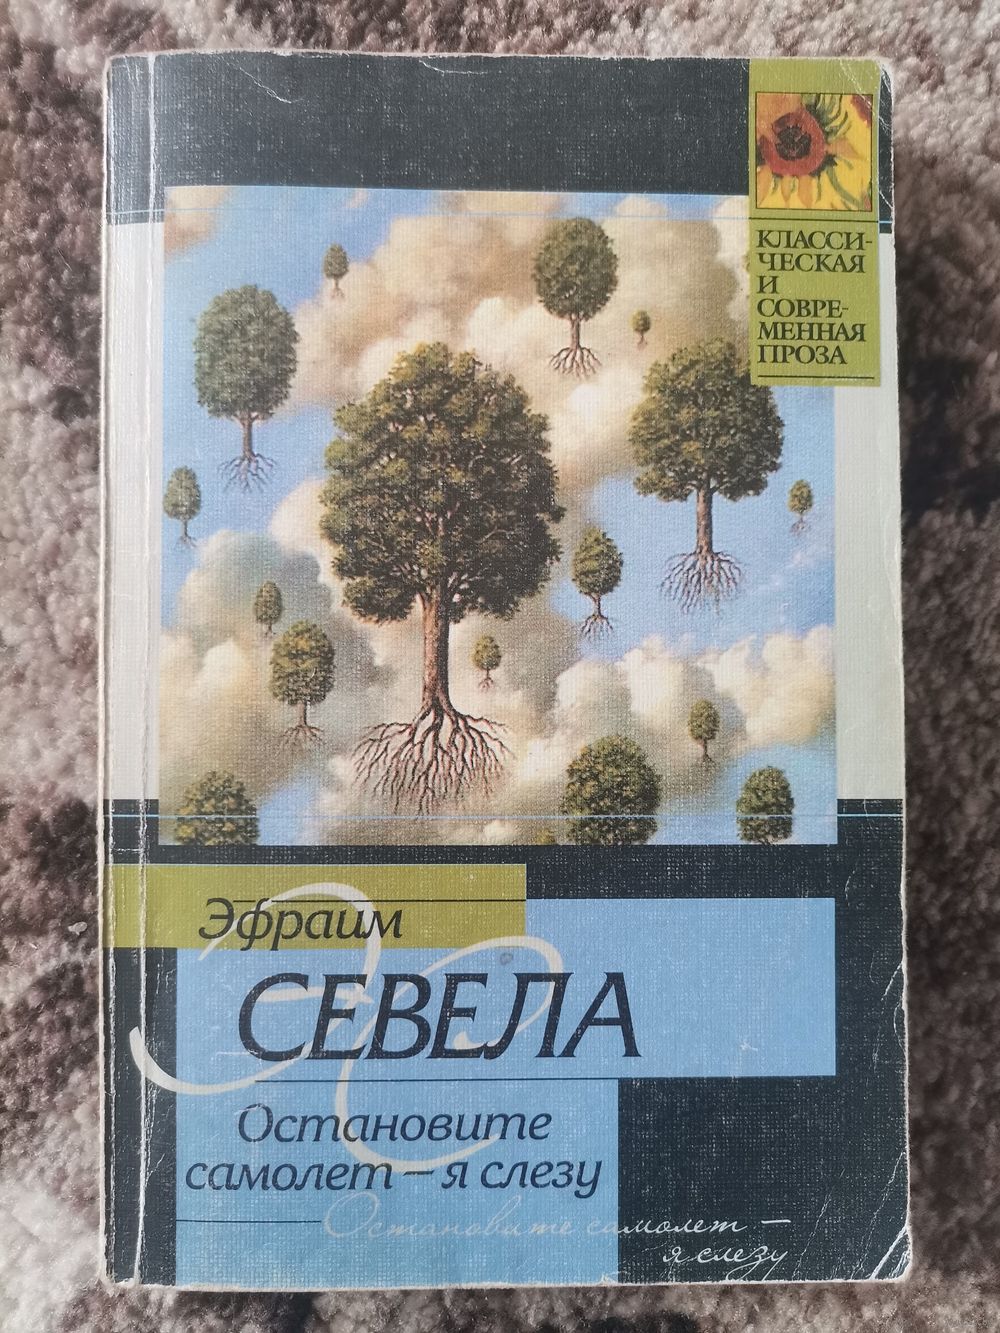 КЛАССИ-
ЧЕСКАЯ
И
СОВРЕ-
МЕННАЯ
ПРОЗА
Эфраим
СЕВЕЛА
Остановите
самолет – я слезу
Остановите самолет –
я слезу